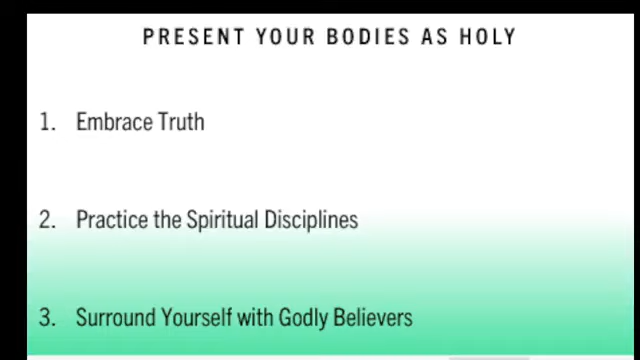 PRESENT YOUR BODIES AS HOLY
1. Embrace Truth
2. Practice the Spiritual Disciplines
3. Surround Yourself with Godly Believers